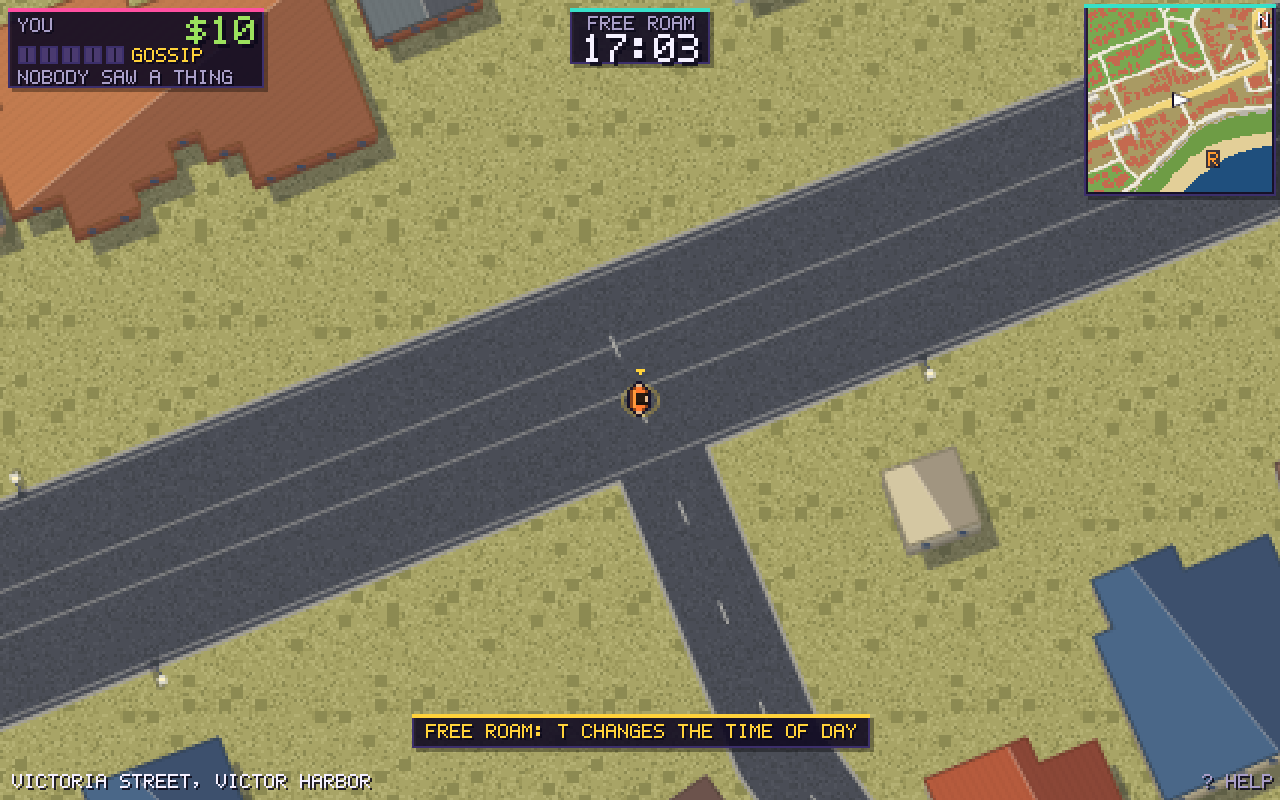 YOU
$10
GOSSIP
NOBODY SAW A THING
FREE ROAM
17:03
N
R
FREE ROAM: T CHANGES THE TIME OF DAY
VICTORIA STREET, VICTOR HARBOR
? HELP